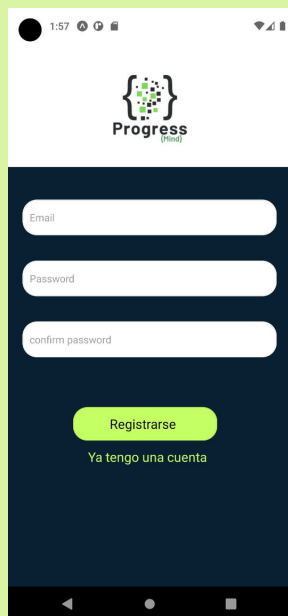 1:57
Progress
{Mind}
Email
Password
confirm password
Registrarse
Ya tengo una cuenta